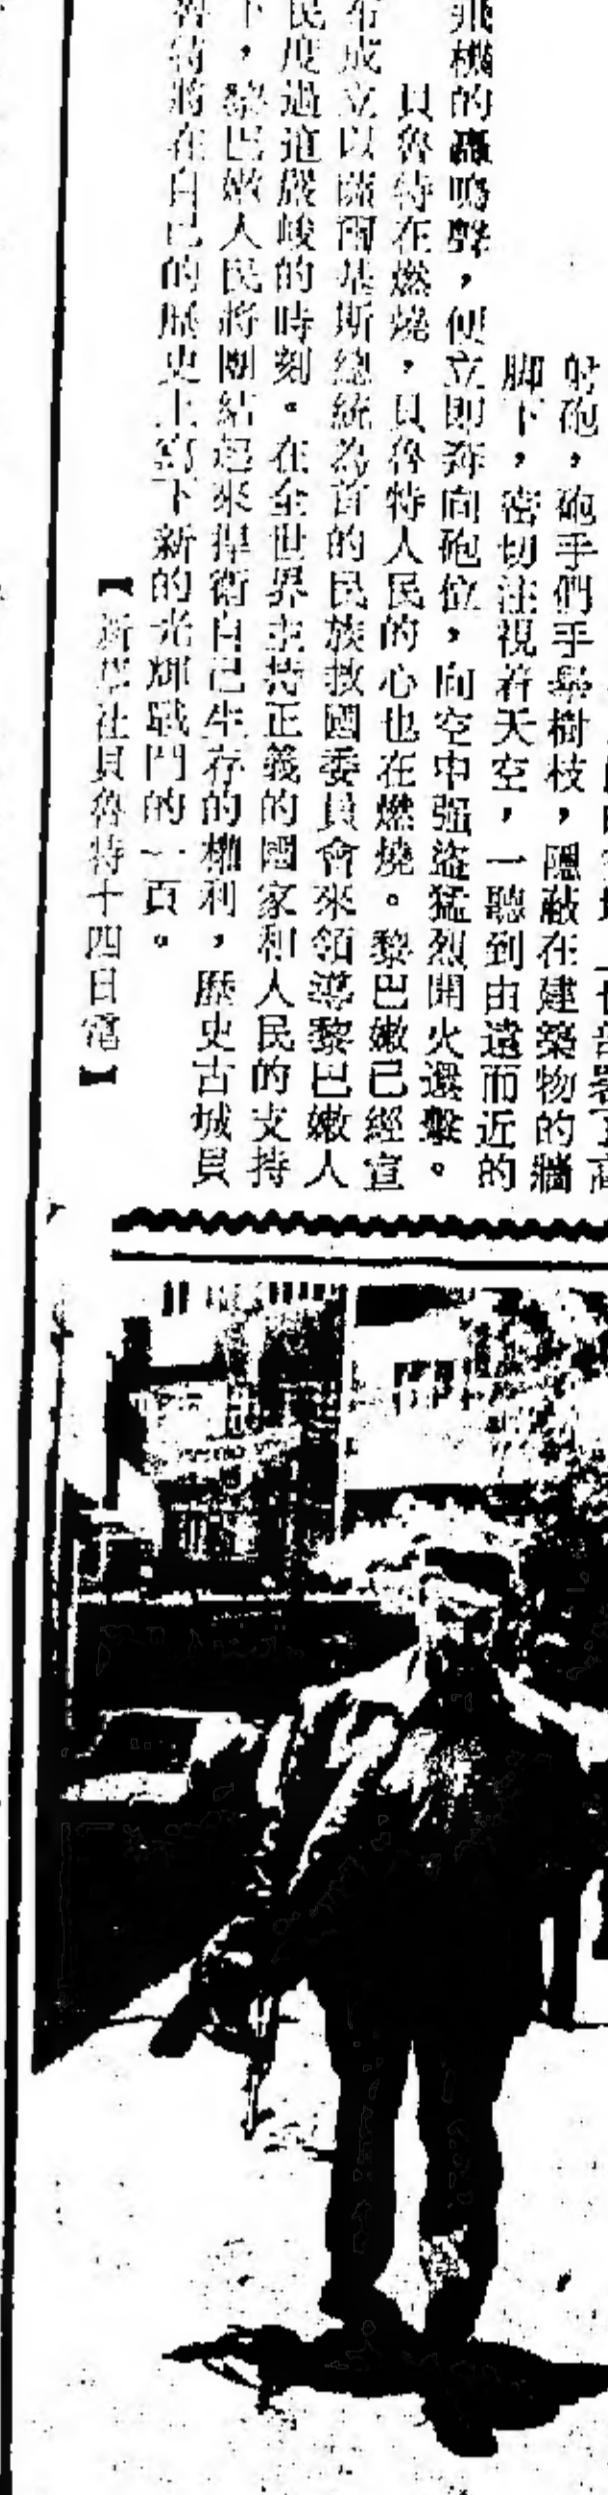 射砲，砲手們手舉樹枝，隱蔽在建築物的牆
脚下，密切注視着天空，一聽到由遠而近的
飛機的轟鳴聲，便立即奔向砲位，向空中强盜猛烈開火還擊。
貝魯特在燃燒，貝魯特人民的心也在燃燒。黎巴嫩已經宣
布成立以薩爾基斯總統為首的民族救國委員會來領導黎巴嫩人
民度過這嚴峻的時刻。在全世界主持正義的國家和人民的支持
下，黎巴嫩人民將團結起來捍衛自己生存的權利，歷史古城貝
魯特將在自己的歷史上寫下新的光輝戰鬥的一頁。
【新華社貝魯特十四日電】